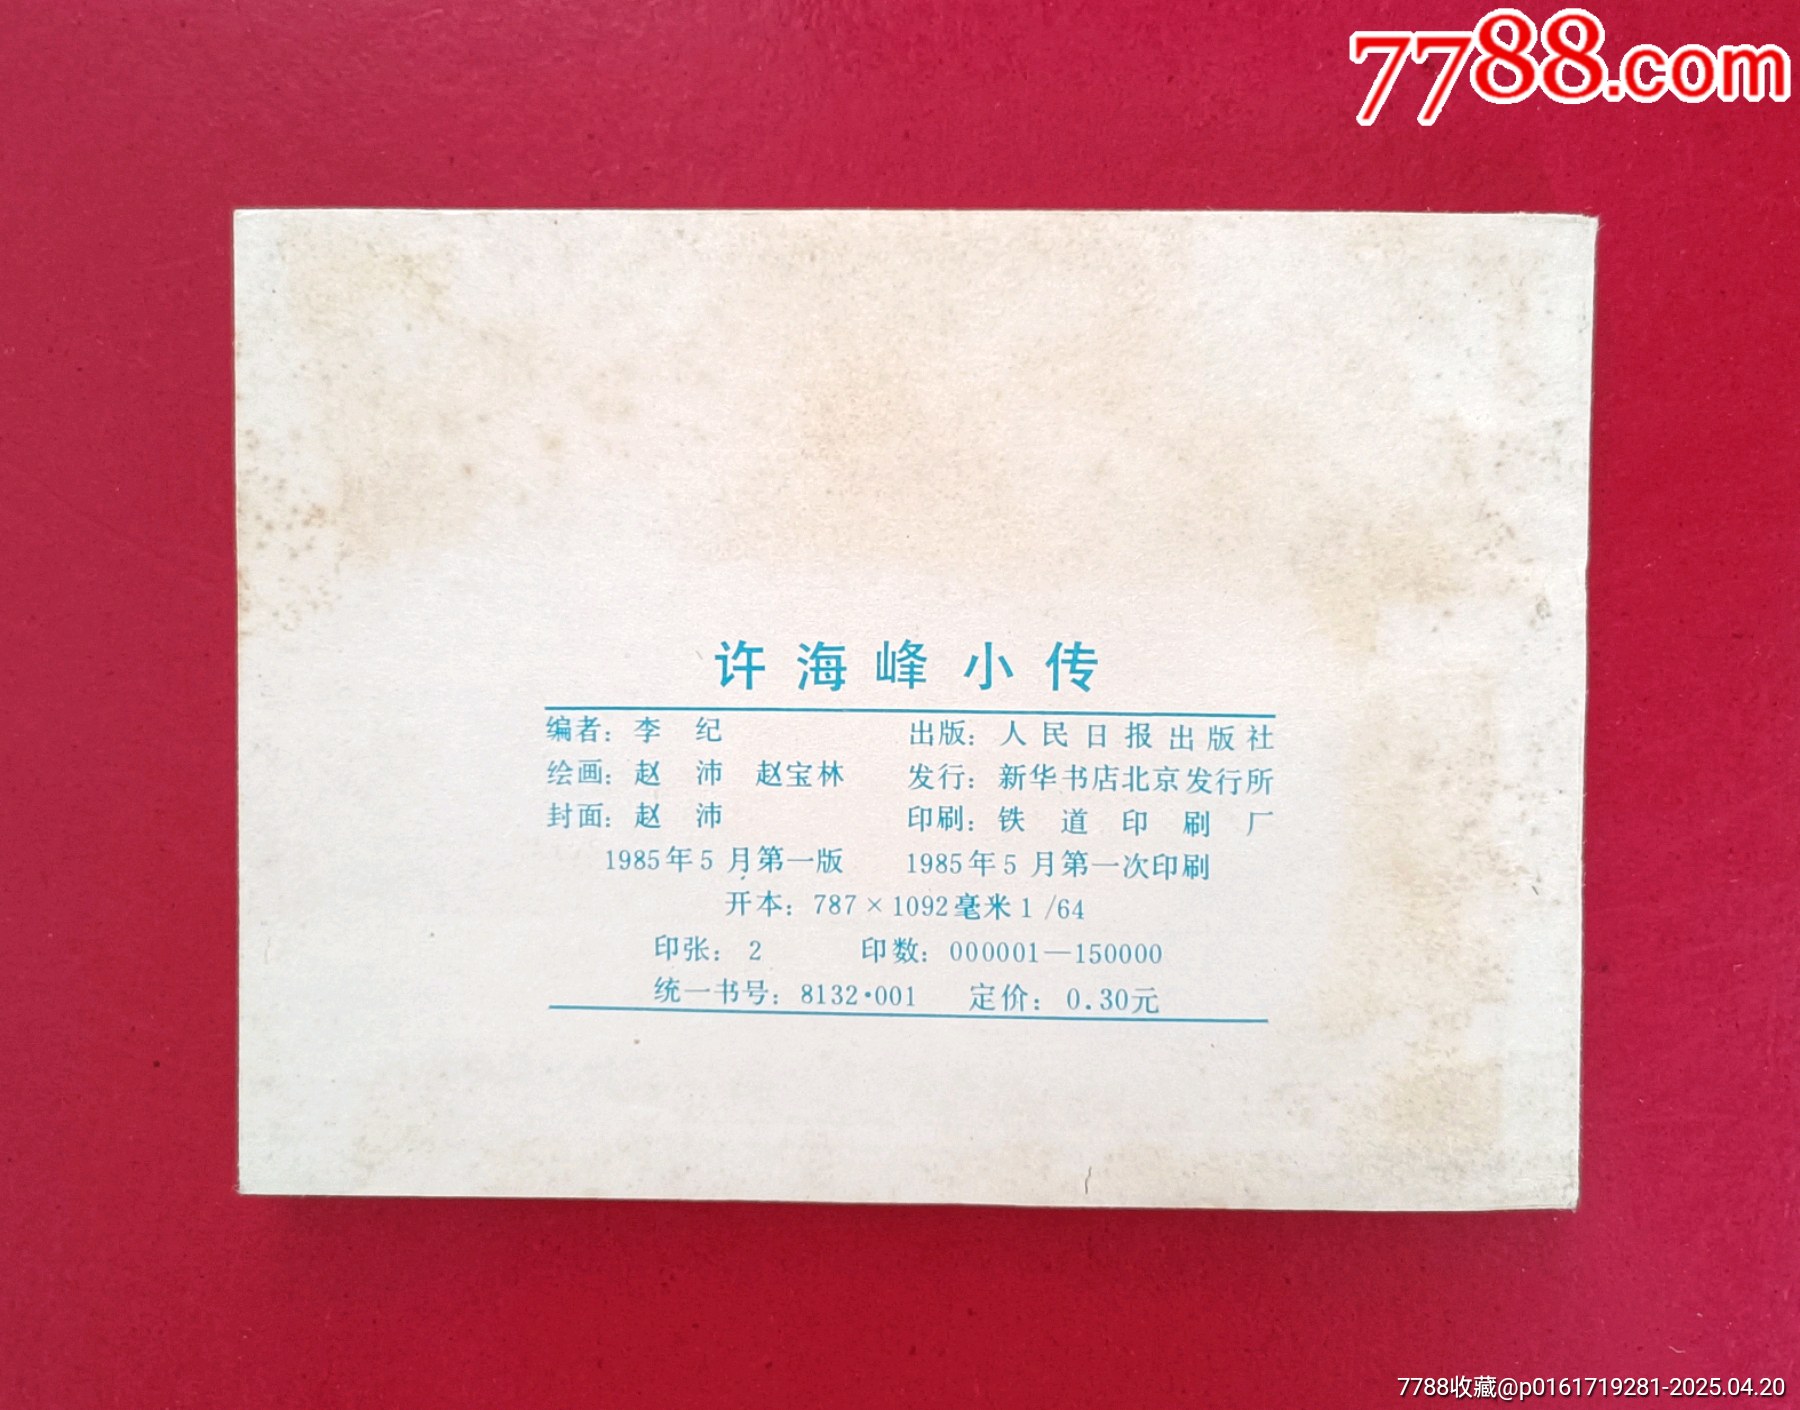 7788.com
许海峰小传
编者：李 纪 出版：人民日报出版社
绘画：赵 沛 赵宝林 发行：新华书店北京发行所
封面：赵 沛 印刷：铁道印刷厂
1985年5月第一版 1985年5月第一次印刷
开本：787×1092毫米1/64
印张：2 印数：000001—150000
统一书号：8132·001 定价：0.30元
7788收藏@p0161719281-2025.04.20